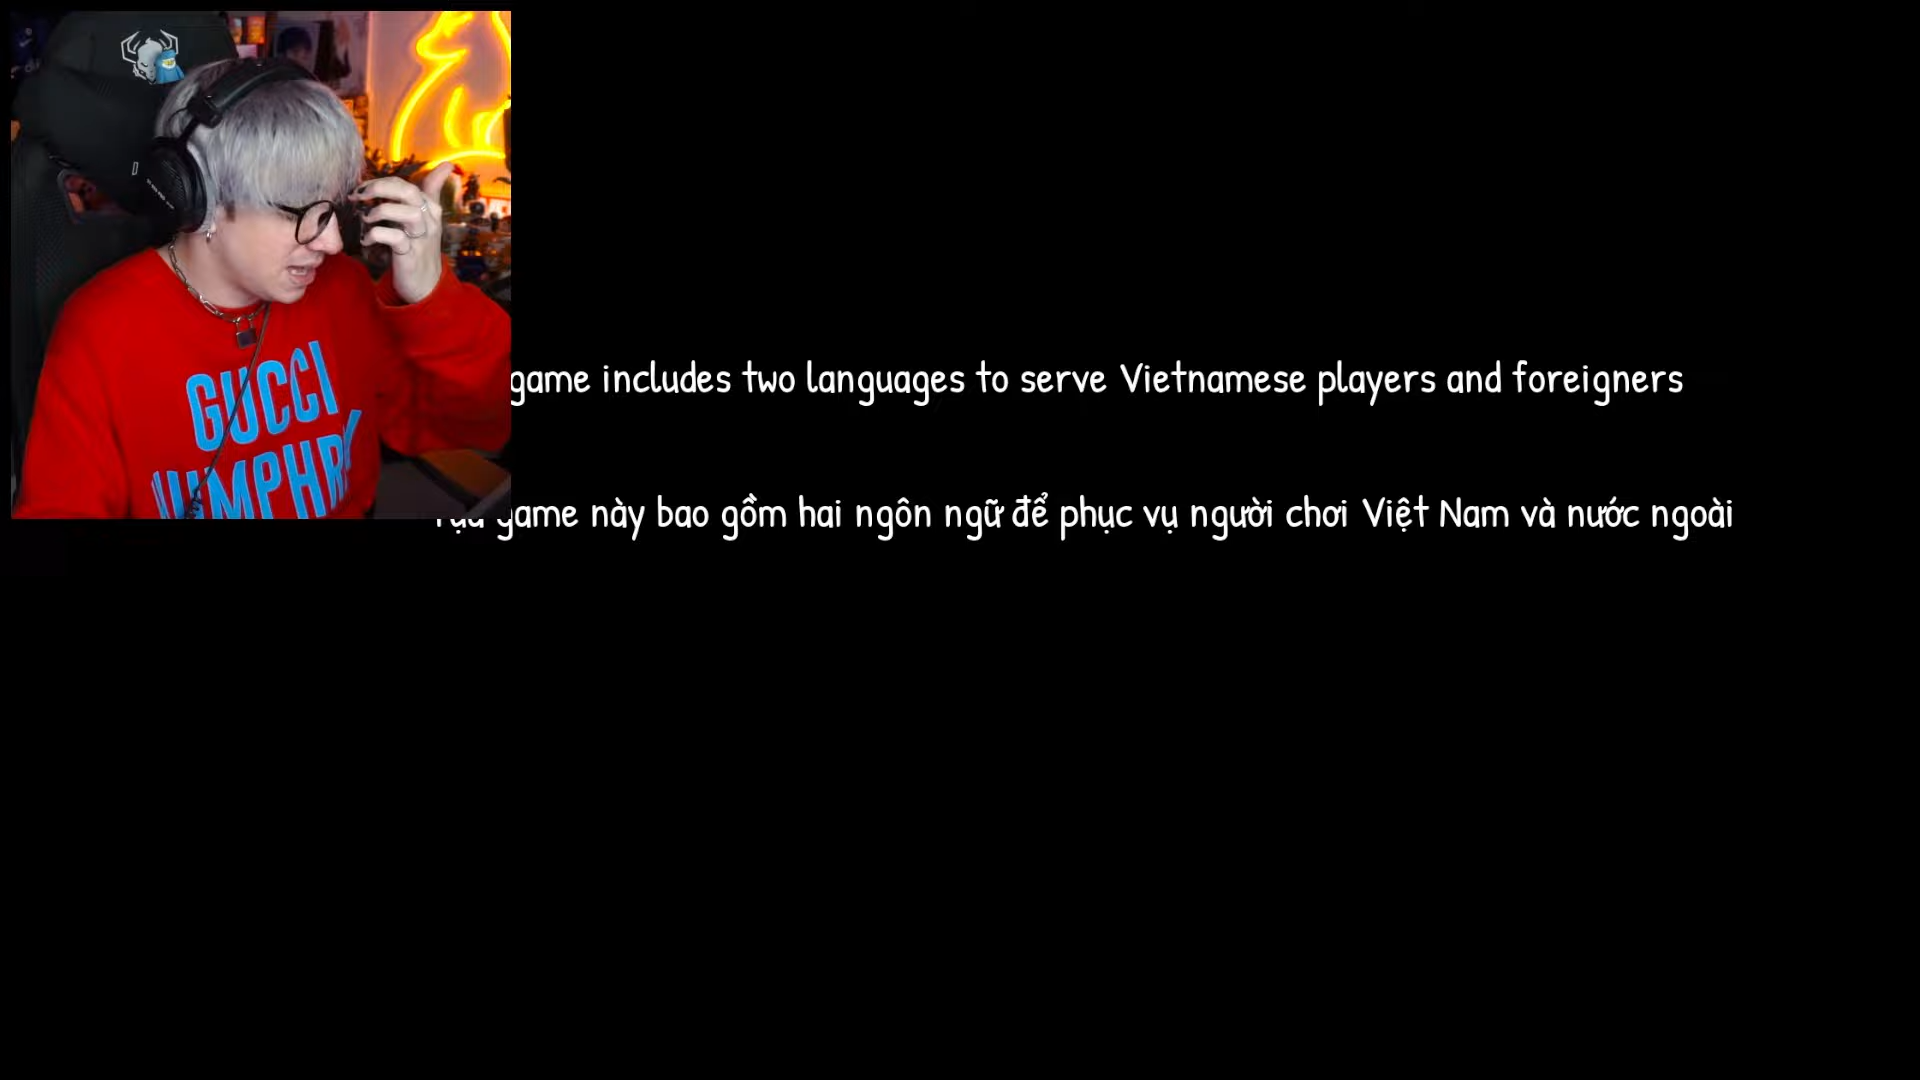 GUCCI
game includes two languages to serve Vietnamese players and foreigners
game này bao gồm hai ngôn ngữ để phục vụ người chơi Việt Nam và nước ngoài